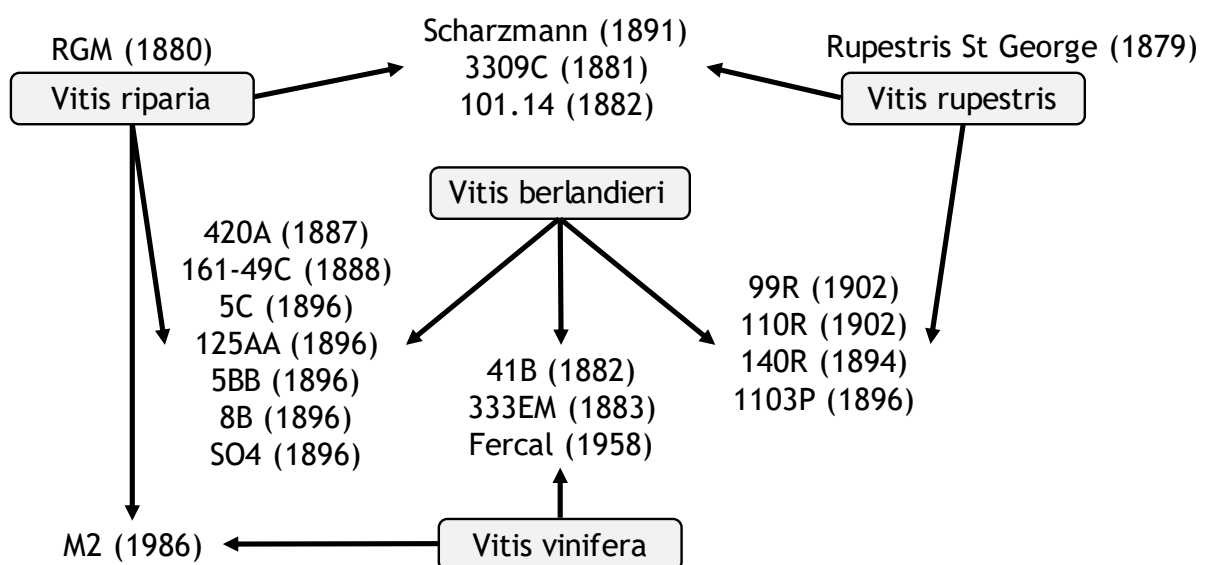 RGM (1880)
Vitis riparia
Scharzmann (1891)
3309C (1881)
101.14 (1882)
Rupestris St George (1879)
Vitis rupestris
Vitis berlandieri
420A (1887)
161-49C (1888)
5C (1896)
125AA (1896)
5BB (1896)
8B (1896)
SO4 (1896)
41B (1882)
333EM (1883)
Fercal (1958)
99R (1902)
110R (1902)
140R (1894)
1103P (1896)
M2 (1986)
Vitis vinifera